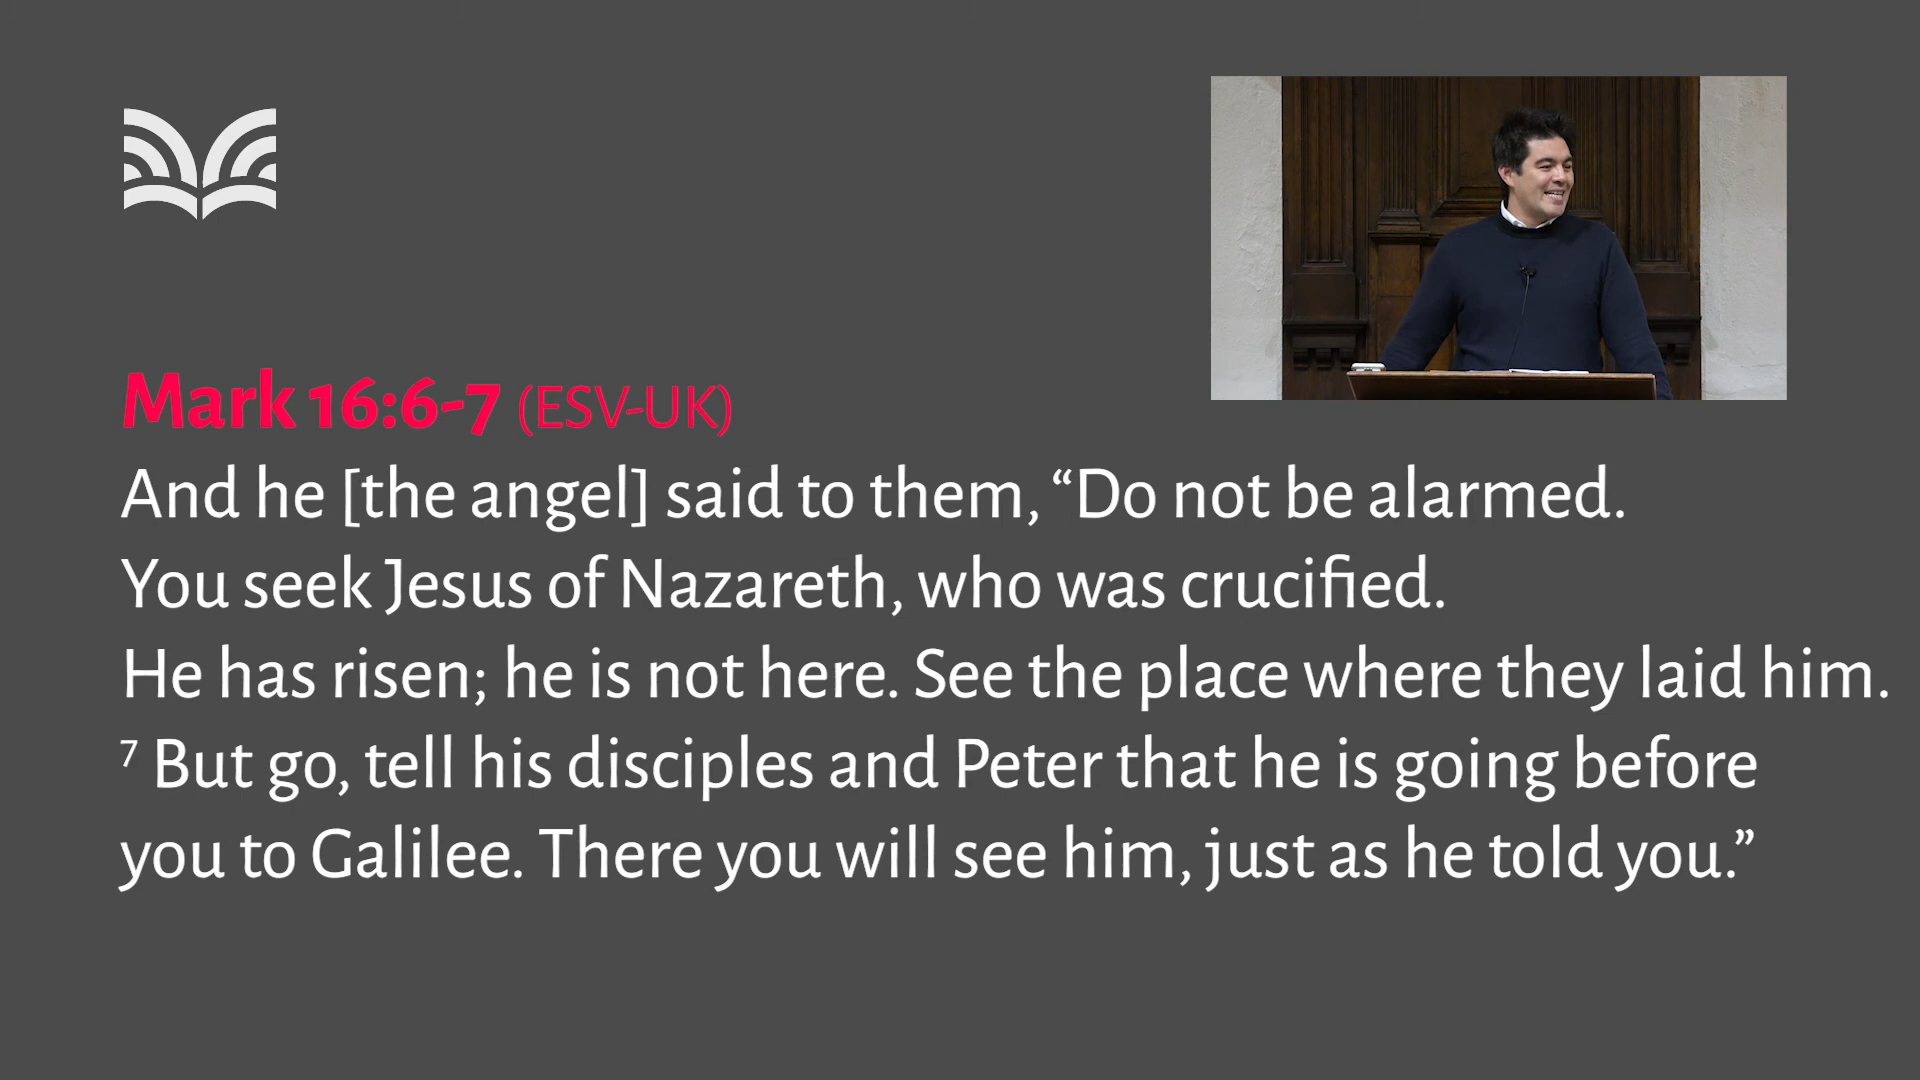 Mark 16:6-7 (ESV-UK)
And he [the angel] said to them, “Do not be alarmed.
You seek Jesus of Nazareth, who was crucified.
He has risen; he is not here. See the place where they laid him.
⁷ But go, tell his disciples and Peter that he is going before
you to Galilee. There you will see him, just as he told you.”